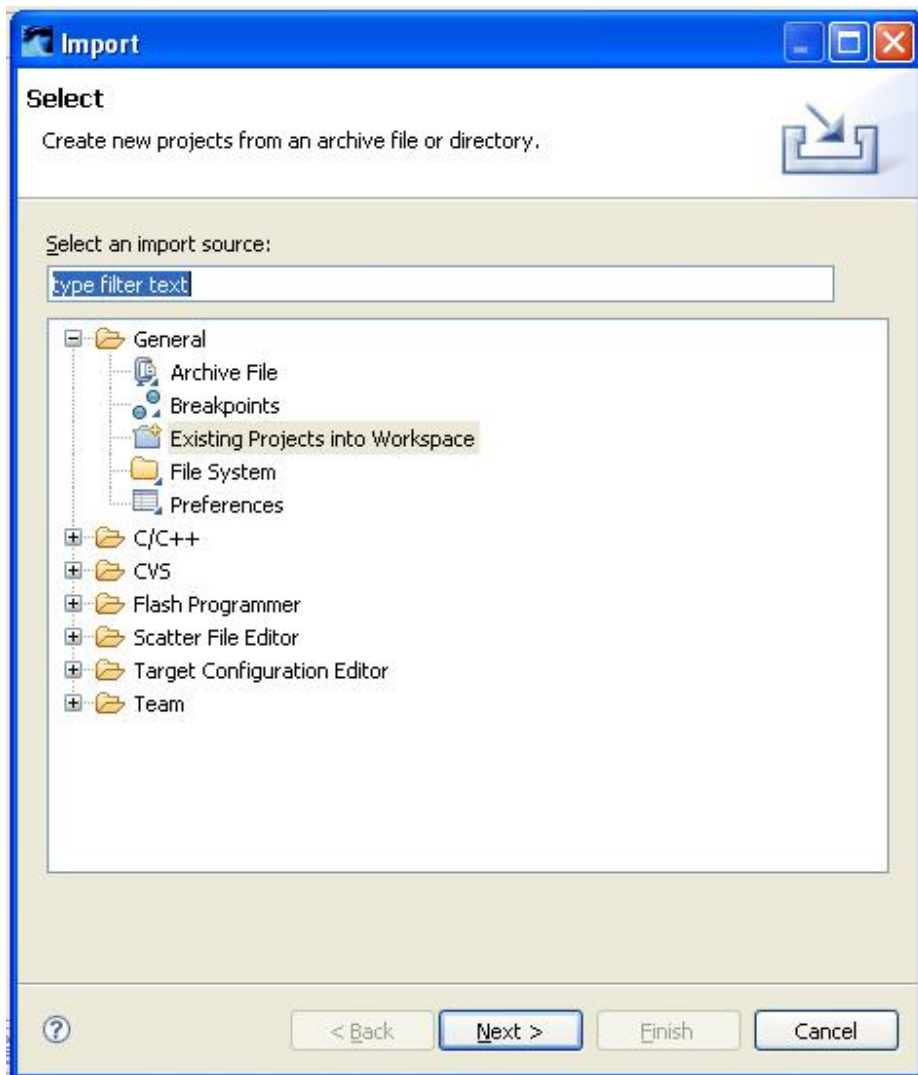 Import
Select
Create new projects from an archive file or directory.
Select an import source:
type filter text
General
Archive File
Breakpoints
Existing Projects into Workspace
File System
Preferences
C/C++
CVS
Flash Programmer
Scatter File Editor
Target Configuration Editor
Team
? < Back Next > Finish Cancel